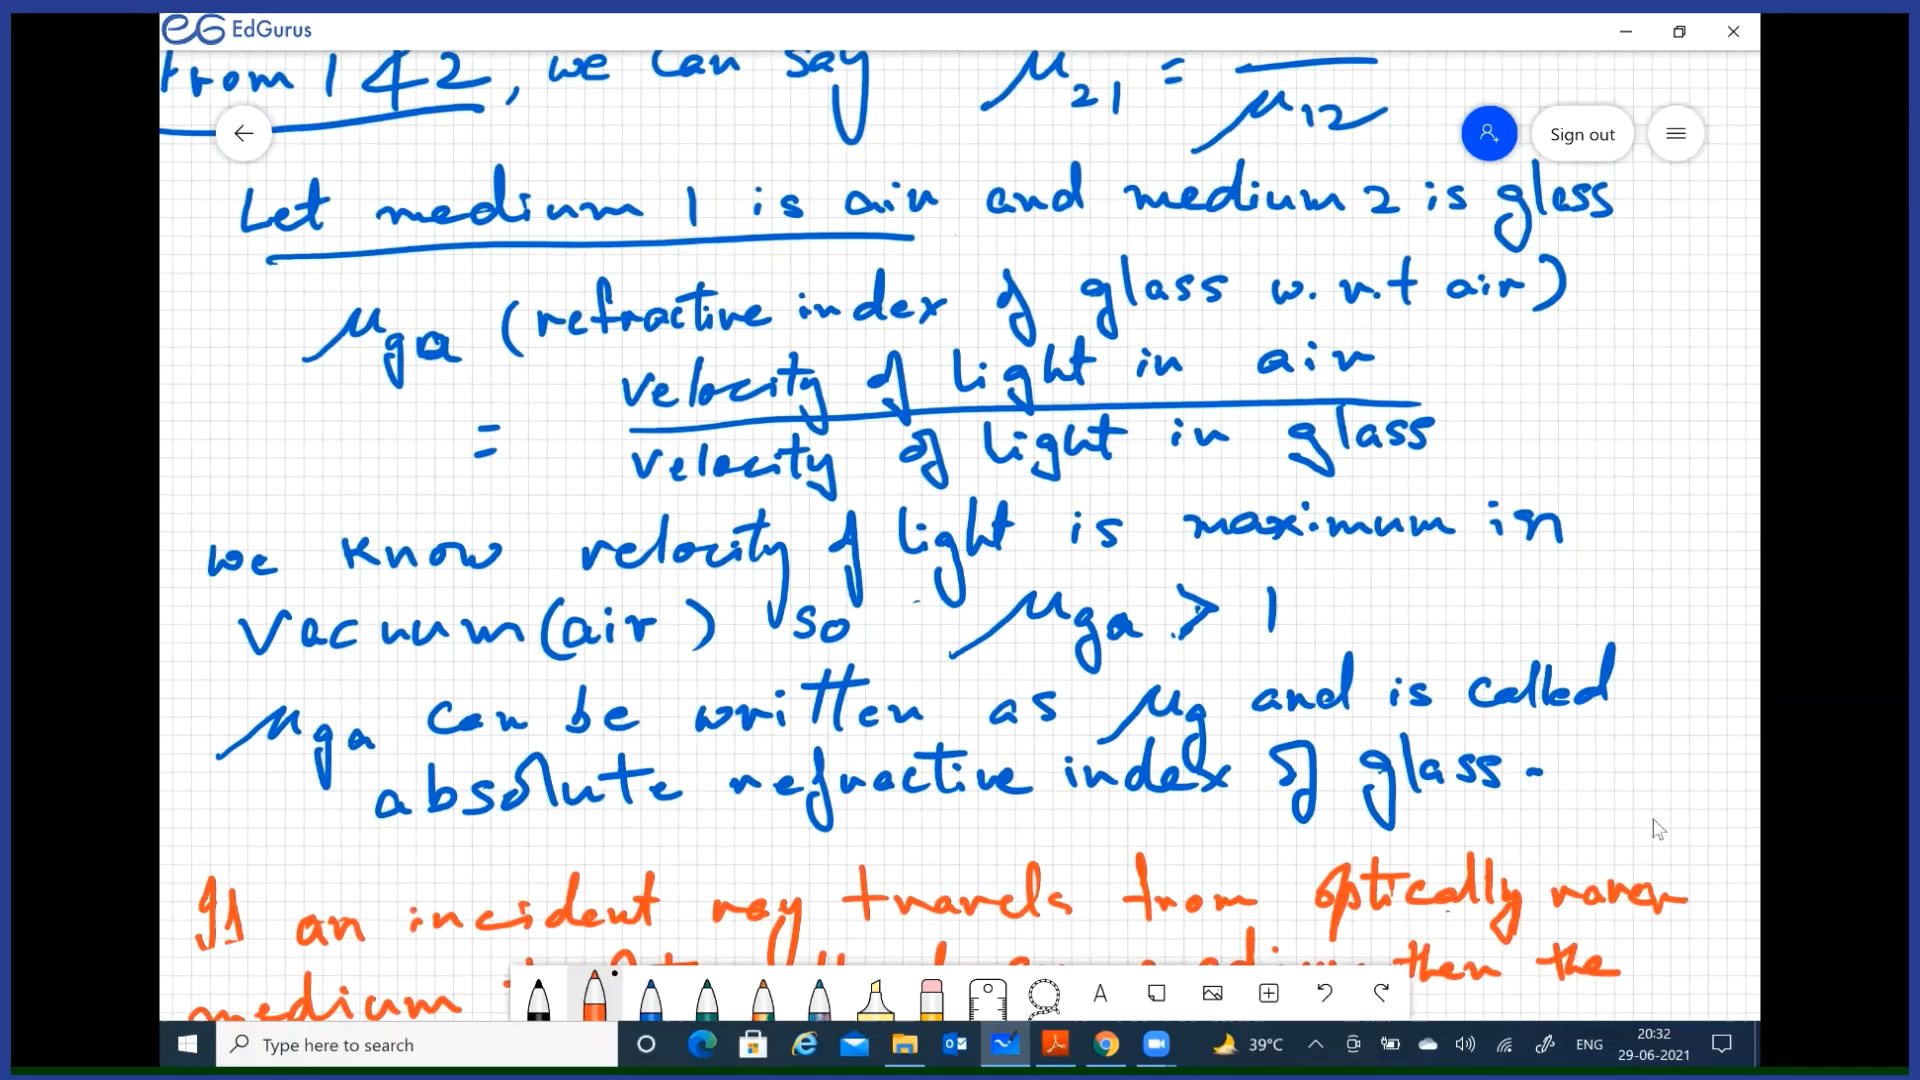 EG EdGurus
from 1 & 2, we can say μ21 = / μ12
Sign out
Let medium 1 is air and medium 2 is glass
μga (refractive index of glass w.r.t air)
= velocity of light in air
velocity of light in glass
we know velocity of light is maximum in
Vacuum (air) so μga > 1
μga can be written as μg and is called
absolute refractive index of glass.
If an incident ray travels from optically rarer
medium then the
Type here to search
39°C
ENG
20:32
29-06-2021